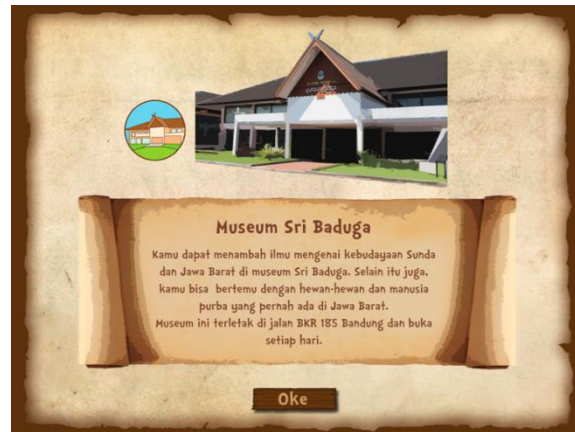 Museum Sri Baduga
Kamu dapat menambah ilmu mengenai kebudayaan Sunda
dan Jawa Barat di museum Sri Baduga. Selain itu juga,
kamu bisa bertemu dengan hewan-hewan dan manusia
purba yang pernah ada di Jawa Barat.
Museum ini terletak di jalan BKR 185 Bandung dan buka
setiap hari.
Oke